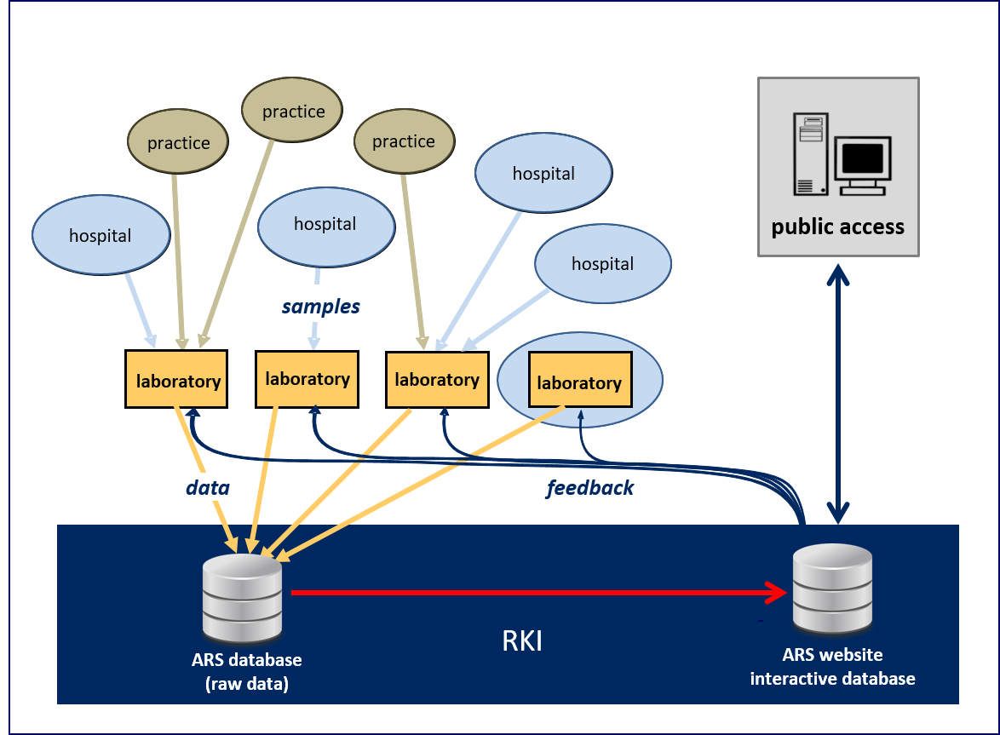 practice
practice
practice
hospital
hospital
hospital
hospital
public access
samples
laboratory
laboratory
laboratory
laboratory
data
feedback
RKI
ARS database
(raw data)
ARS website
interactive database